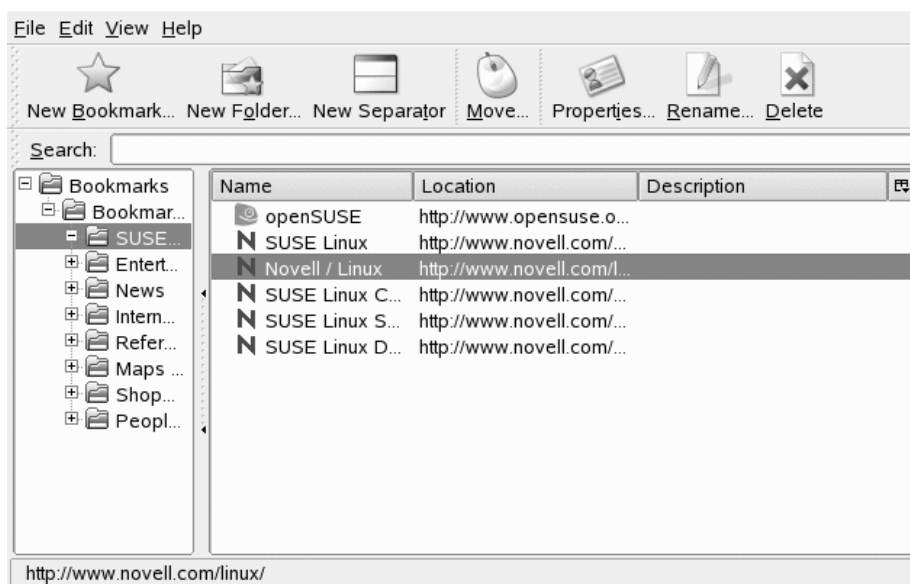 File Edit View Help
New Bookmark... New Folder... New Separator Move... Properties... Rename... Delete
Search:
Bookmarks
Bookmar...
SUSE...
Entert...
News
Intern...
Refer...
Maps ...
Shop...
Peopl...
Name Location Description
openSUSE http://www.opensuse.o...
SUSE Linux http://www.novell.com/...
Novell / Linux http://www.novell.com/l...
SUSE Linux C... http://www.novell.com/...
SUSE Linux S... http://www.novell.com/...
SUSE Linux D... http://www.novell.com/...
http://www.novell.com/linux/